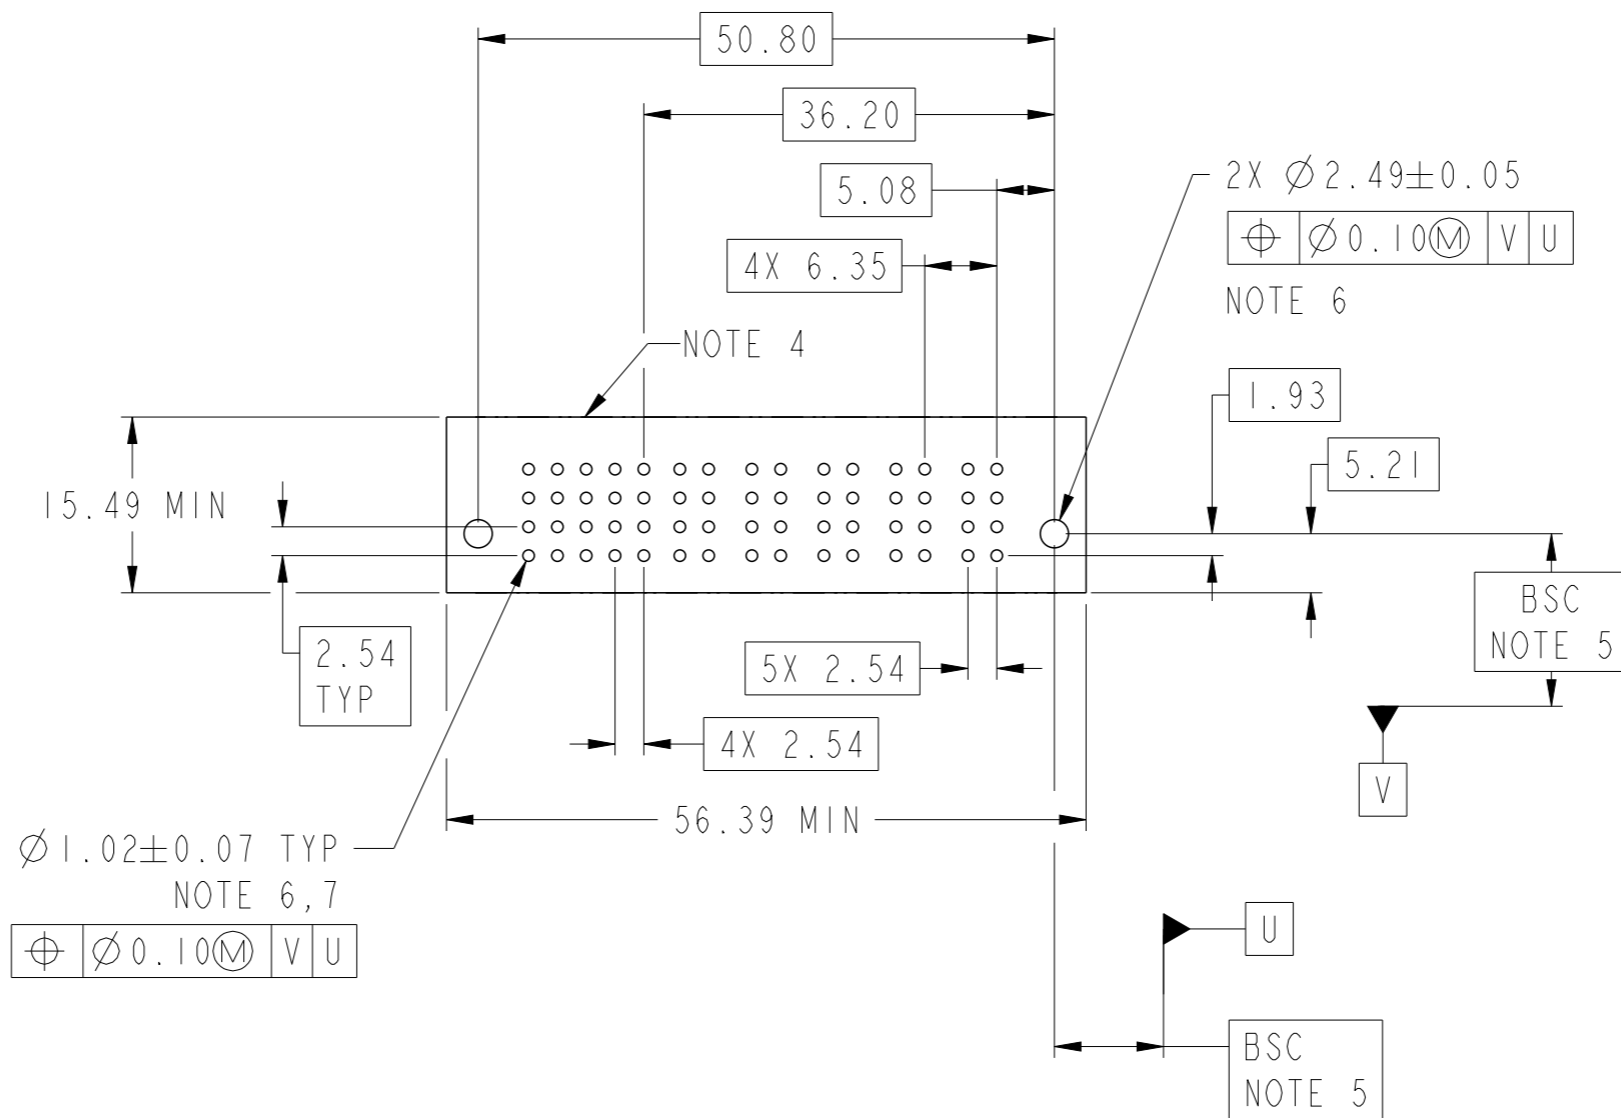 50.80
36.20
5.08
2X ∅2.49±0.05
⌖ ∅0.10Ⓜ V U
NOTE 6
4X 6.35
NOTE 4
1.93
5.21
15.49 MIN
BSC
NOTE 5
2.54
TYP
5X 2.54
4X 2.54
V
56.39 MIN
∅1.02±0.07 TYP
NOTE 6,7
⌖ ∅0.10Ⓜ V U
U
BSC
NOTE 5